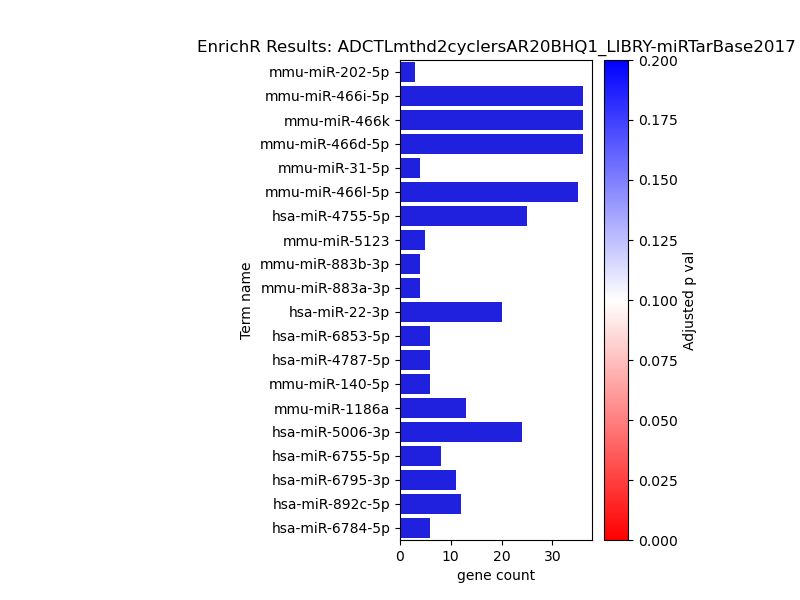 EnrichR Results: ADCTLmthd2cyclersAR20BHQ1_LIBRY-miRTarBase2017
mmu-miR-202-5p
mmu-miR-466i-5p
mmu-miR-466k
mmu-miR-466d-5p
mmu-miR-31-5p
mmu-miR-466l-5p
hsa-miR-4755-5p
mmu-miR-5123
mmu-miR-883b-3p
mmu-miR-883a-3p
hsa-miR-22-3p
hsa-miR-6853-5p
hsa-miR-4787-5p
mmu-miR-140-5p
mmu-miR-1186a
hsa-miR-5006-3p
hsa-miR-6755-5p
hsa-miR-6795-3p
hsa-miR-892c-5p
hsa-miR-6784-5p
Term name
0 10 20 30
gene count
0.200
0.175
0.150
0.125
0.100
0.075
0.050
0.025
0.000
Adjusted p val